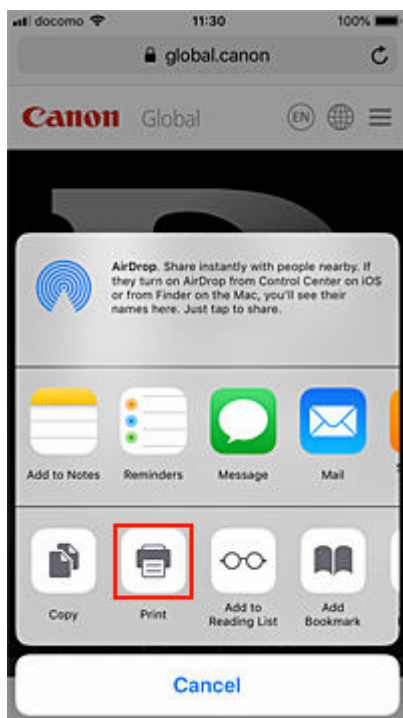 docomo 11:30 100%
global.canon
Canon Global EN
AirDrop. Share instantly with people nearby. If
they turn on AirDrop from Control Center on iOS
or from Finder on the Mac, you'll see their
names here. Just tap to share.
Add to Notes Reminders Message Mail
Copy Print Add to Reading List Add Bookmark
Cancel